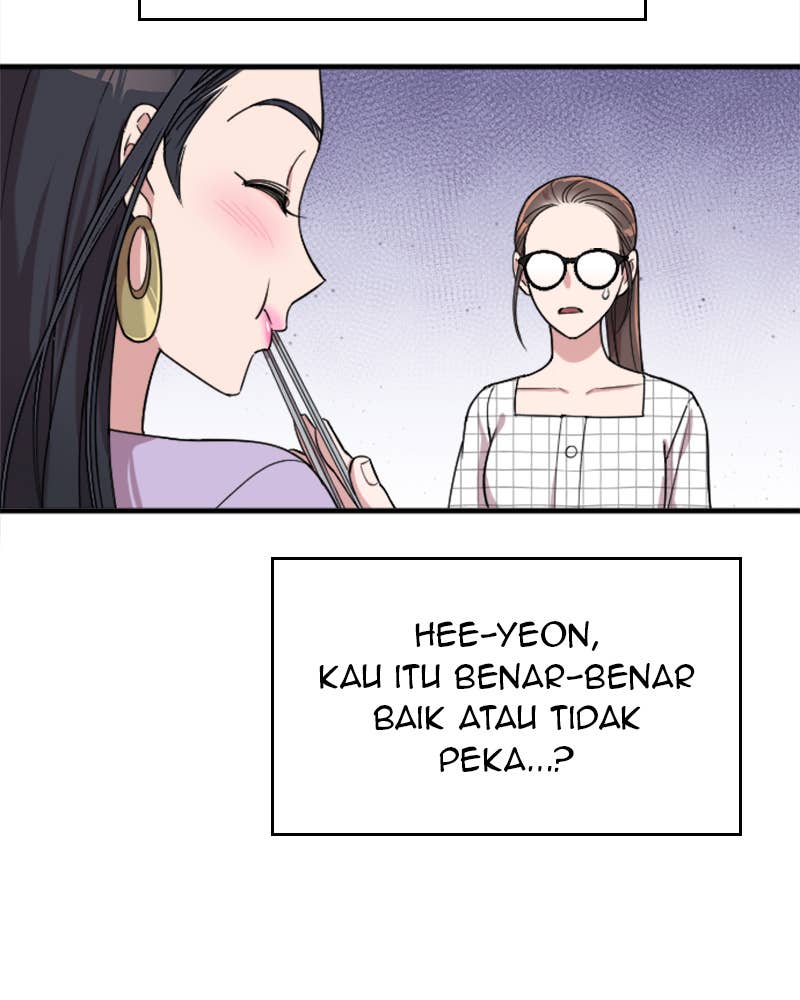 HEE-YEON,
KAU ITU BENAR-BENAR
BAIK ATAU TIDAK
PEKA...?